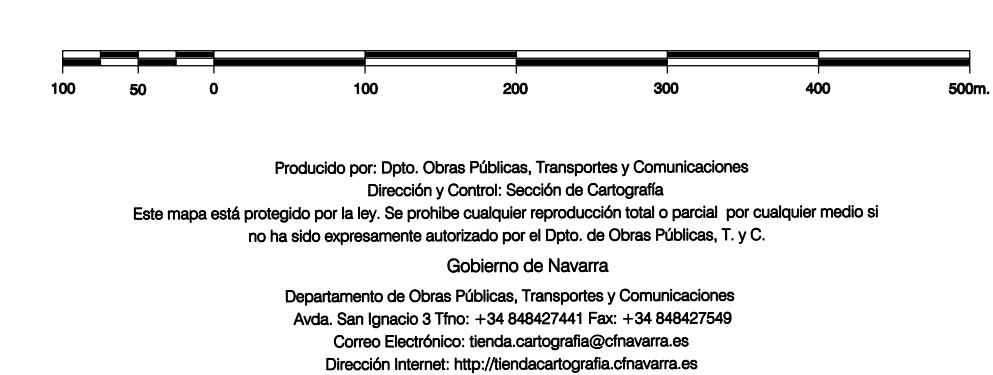 100 50 0 100 200 300 400 500m.
Producido por: Dpto. Obras Públicas, Transportes y Comunicaciones
Dirección y Control: Sección de Cartografía
Este mapa está protegido por la ley. Se prohibe cualquier reproducción total o parcial por cualquier medio si
no ha sido expresamente autorizado por el Dpto. de Obras Públicas, T. y C.
Gobierno de Navarra
Departamento de Obras Públicas, Transportes y Comunicaciones
Avda. San Ignacio 3 Tfno: +34 848427441 Fax: +34 848427549
Correo Electrónico: tienda.cartografia@cfnavarra.es
Dirección Internet: http://tiendacartografia.cfnavarra.es